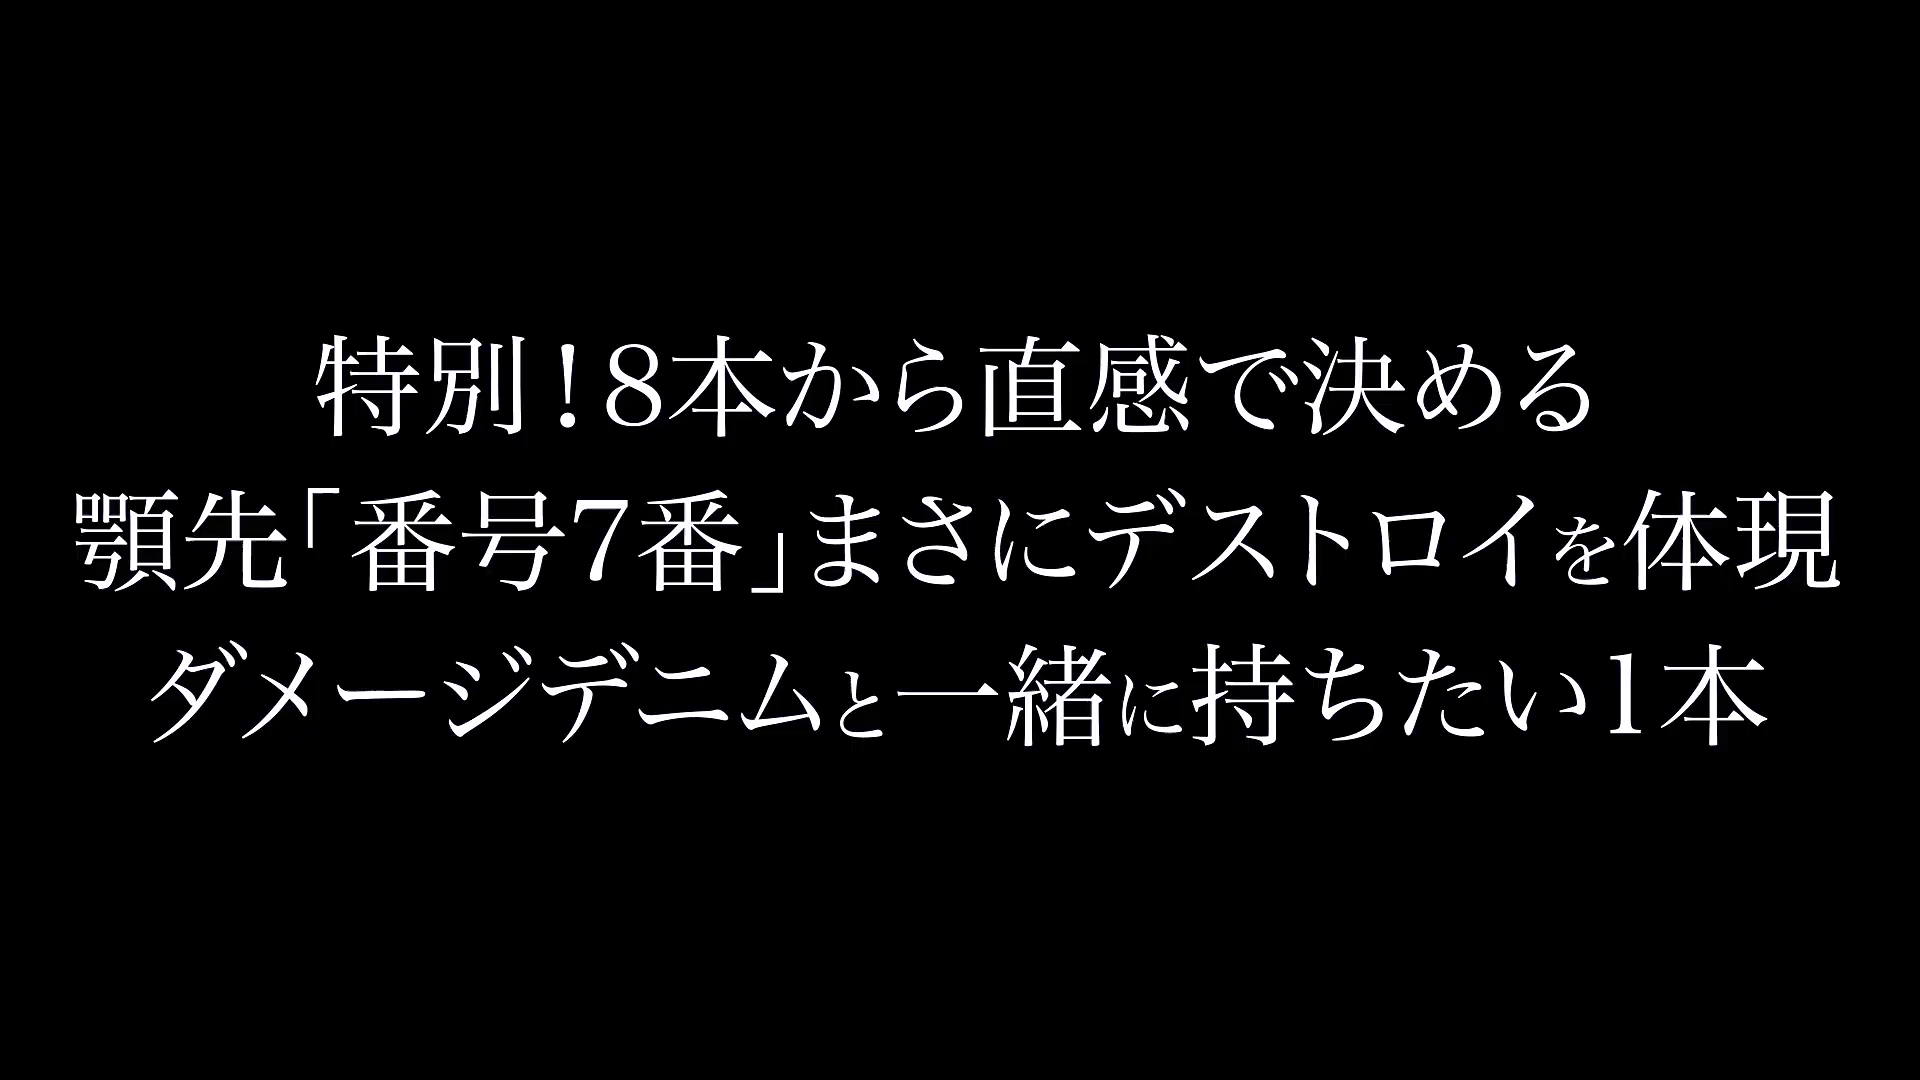 特別！8本から直感で決める
顎先「番号7番」まさにデストロイを体現
ダメージデニムと一緒に持ちたい1本